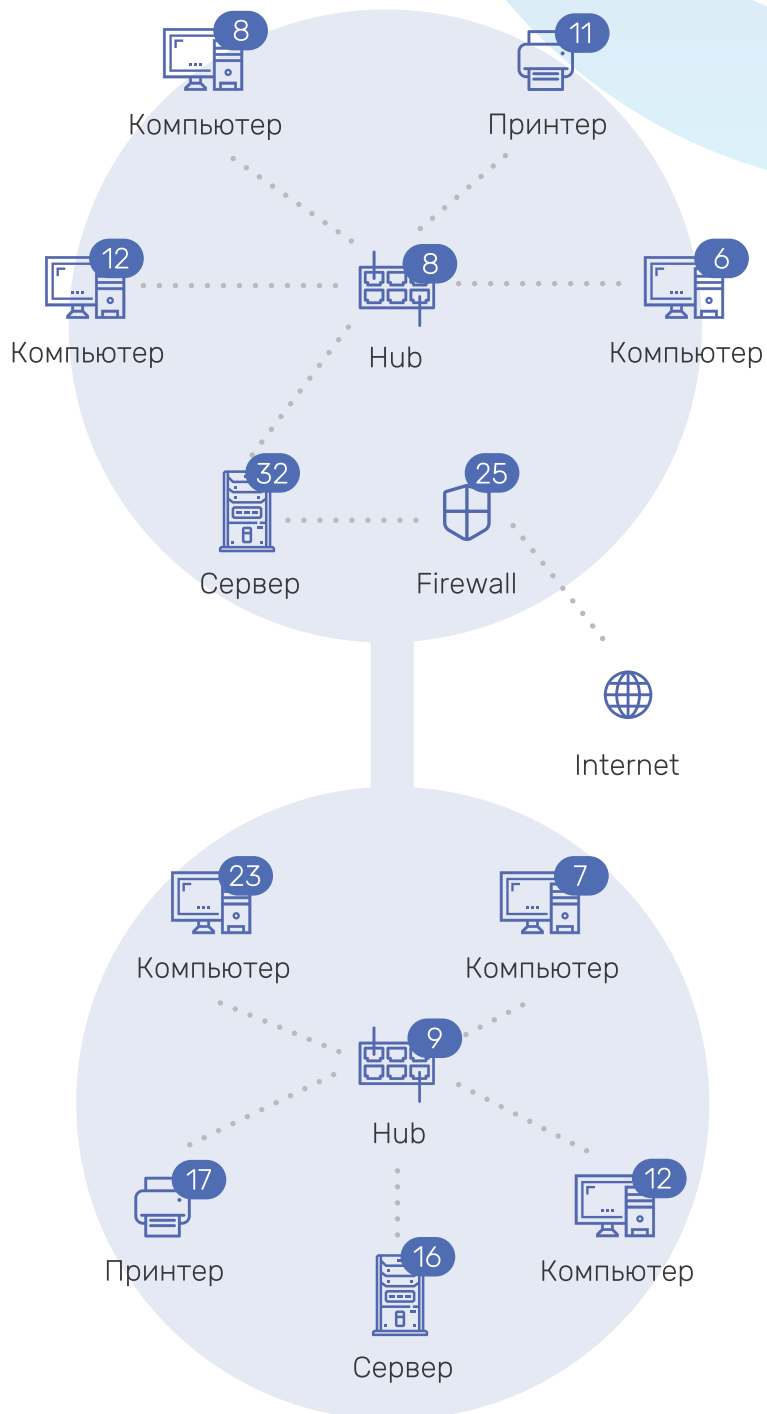 8
11
Компьютер
Принтер
12
8
6
Компьютер
Hub
Компьютер
32
25
Сервер
Firewall
Internet
23
7
Компьютер
Компьютер
9
Hub
17
12
Принтер
Компьютер
16
Сервер